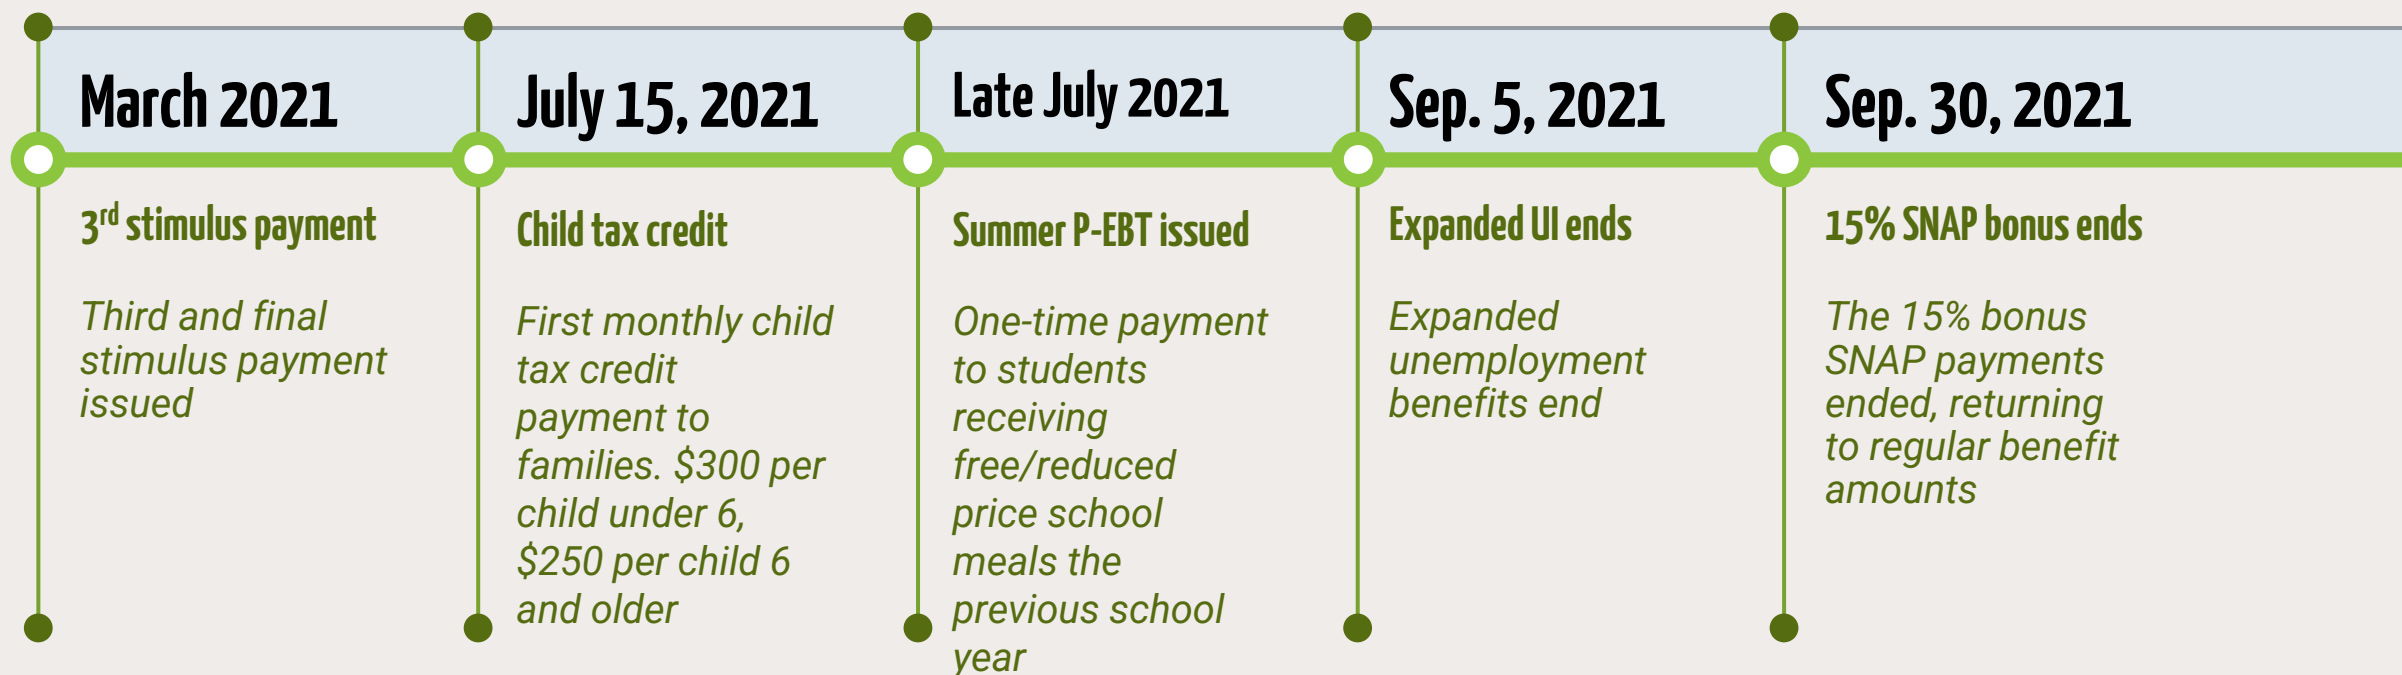 March 2021
3rd stimulus payment
Third and final
stimulus payment
issued
July 15, 2021
Child tax credit
First monthly child
tax credit
payment to
families. $300 per
child under 6,
$250 per child 6
and older
Late July 2021
Summer P-EBT issued
One-time payment
to students
receiving
free/reduced
price school
meals the
previous school
year
Sep. 5, 2021
Expanded UI ends
Expanded
unemployment
benefits end
Sep. 30, 2021
15% SNAP bonus ends
The 15% bonus
SNAP payments
ended, returning
to regular benefit
amounts